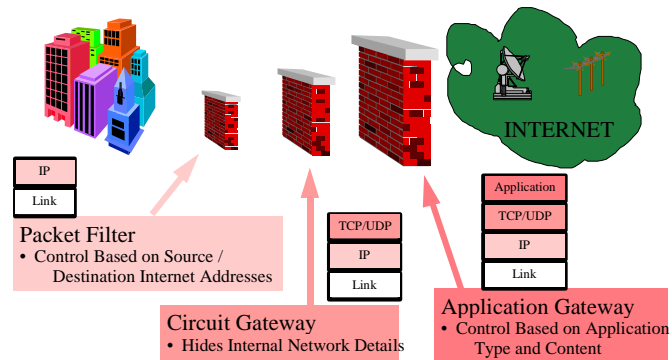 INTERNET
IP
Link
Packet Filter
• Control Based on Source /
Destination Internet Addresses
TCP/UDP
IP
Link
Circuit Gateway
• Hides Internal Network Details
Application
TCP/UDP
IP
Link
Application Gateway
• Control Based on Application
Type and Content